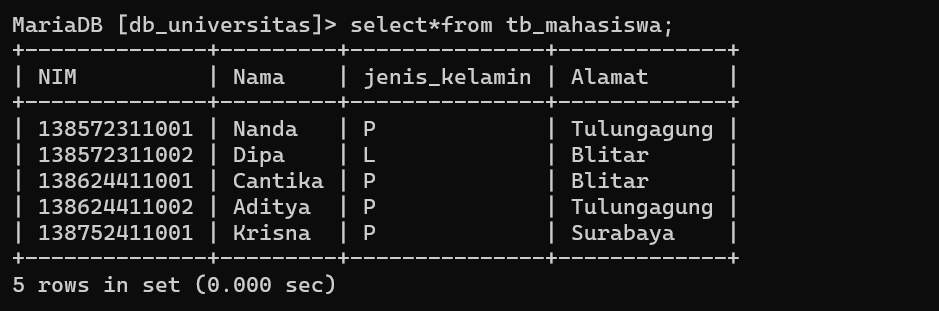 MariaDB [db_universitas]> select*from tb_mahasiswa;
+--------------+---------+---------------+-------------+
| NIM          | Nama    | jenis_kelamin | Alamat      |
+--------------+---------+---------------+-------------+
| 138572311001 | Nanda   | P             | Tulungagung |
| 138572311002 | Dipa    | L             | Blitar      |
| 138624411001 | Cantika | P             | Blitar      |
| 138624411002 | Aditya  | P             | Tulungagung |
| 138752411001 | Krisna  | P             | Surabaya    |
+--------------+---------+---------------+-------------+
5 rows in set (0.000 sec)